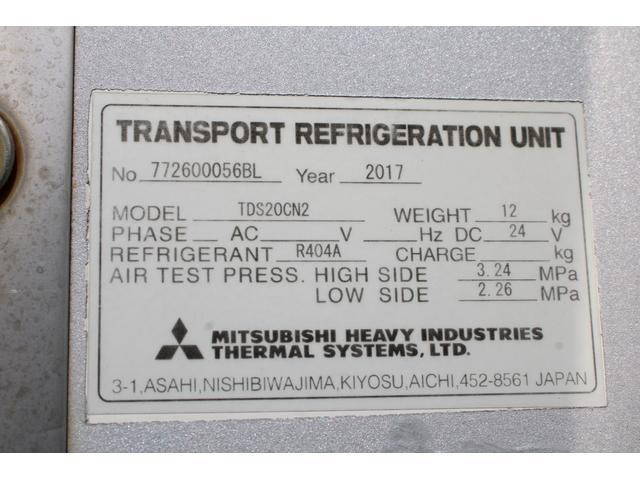 TRANSPORT REFRIGERATION UNIT
No 772600056BL Year 2017
MODEL TDS20CN2 WEIGHT 12 kg
PHASE AC V Hz DC 24 V
REFRIGERANT R404A CHARGE kg
AIR TEST PRESS. HIGH SIDE 3.24 MPa
LOW SIDE 2.26 MPa
MITSUBISHI HEAVY INDUSTRIES
THERMAL SYSTEMS, LTD.
3-1,ASAHI,NISHIBIWAJIMA,KIYOSU,AICHI,452-8561 JAPAN